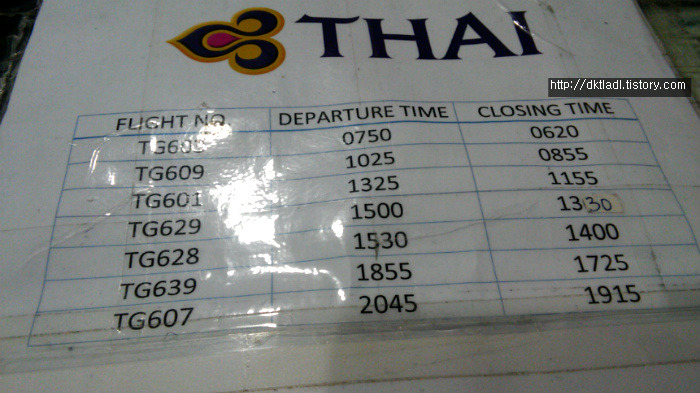 THAI
http://dktladl.tistory.com
FLIGHT NO. DEPARTURE TIME CLOSING TIME
0750 0620
TG609 1025 0855
TG601 1325 1155
TG629 1500 1330
TG628 1530 1400
TG639 1855 1725
TG607 2045 1915